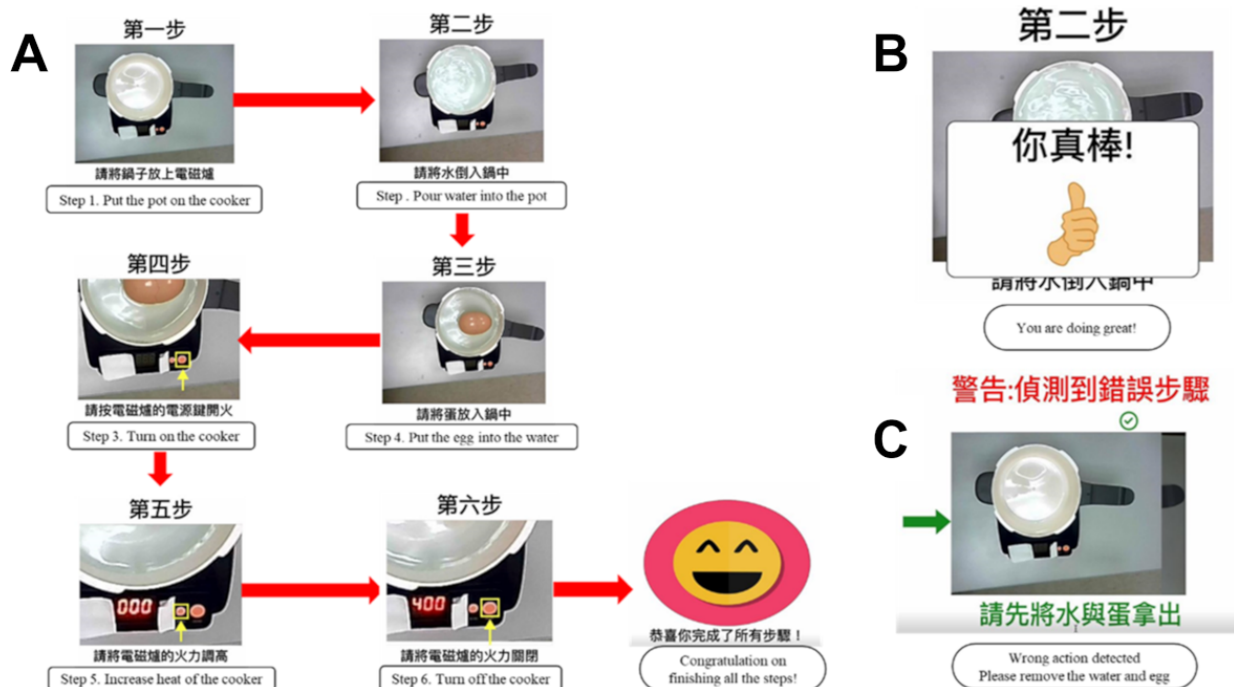 A
第一步
請將鍋子放上電磁爐
Step 1. Put the pot on the cooker
第二步
請將水倒入鍋中
Step . Pour water into the pot
第四步
請按電磁爐的電源鍵開火
Step 3. Turn on the cooker
第三步
請將蛋放入鍋中
Step 4. Put the egg into the water
第五步
000
請將電磁爐的火力調高
Step 5. Increase heat of the cooker
第六步
400
請將電磁爐的火力關閉
Step 6. Turn off the cooker
恭喜你完成了所有步驟！
Congratulation on
finishing all the steps!
B
第二步
你真棒!
請將水倒入鍋中
You are doing great!
C
警告:偵測到錯誤步驟
請先將水與蛋拿出
Wrong action detected
Please remove the water and egg